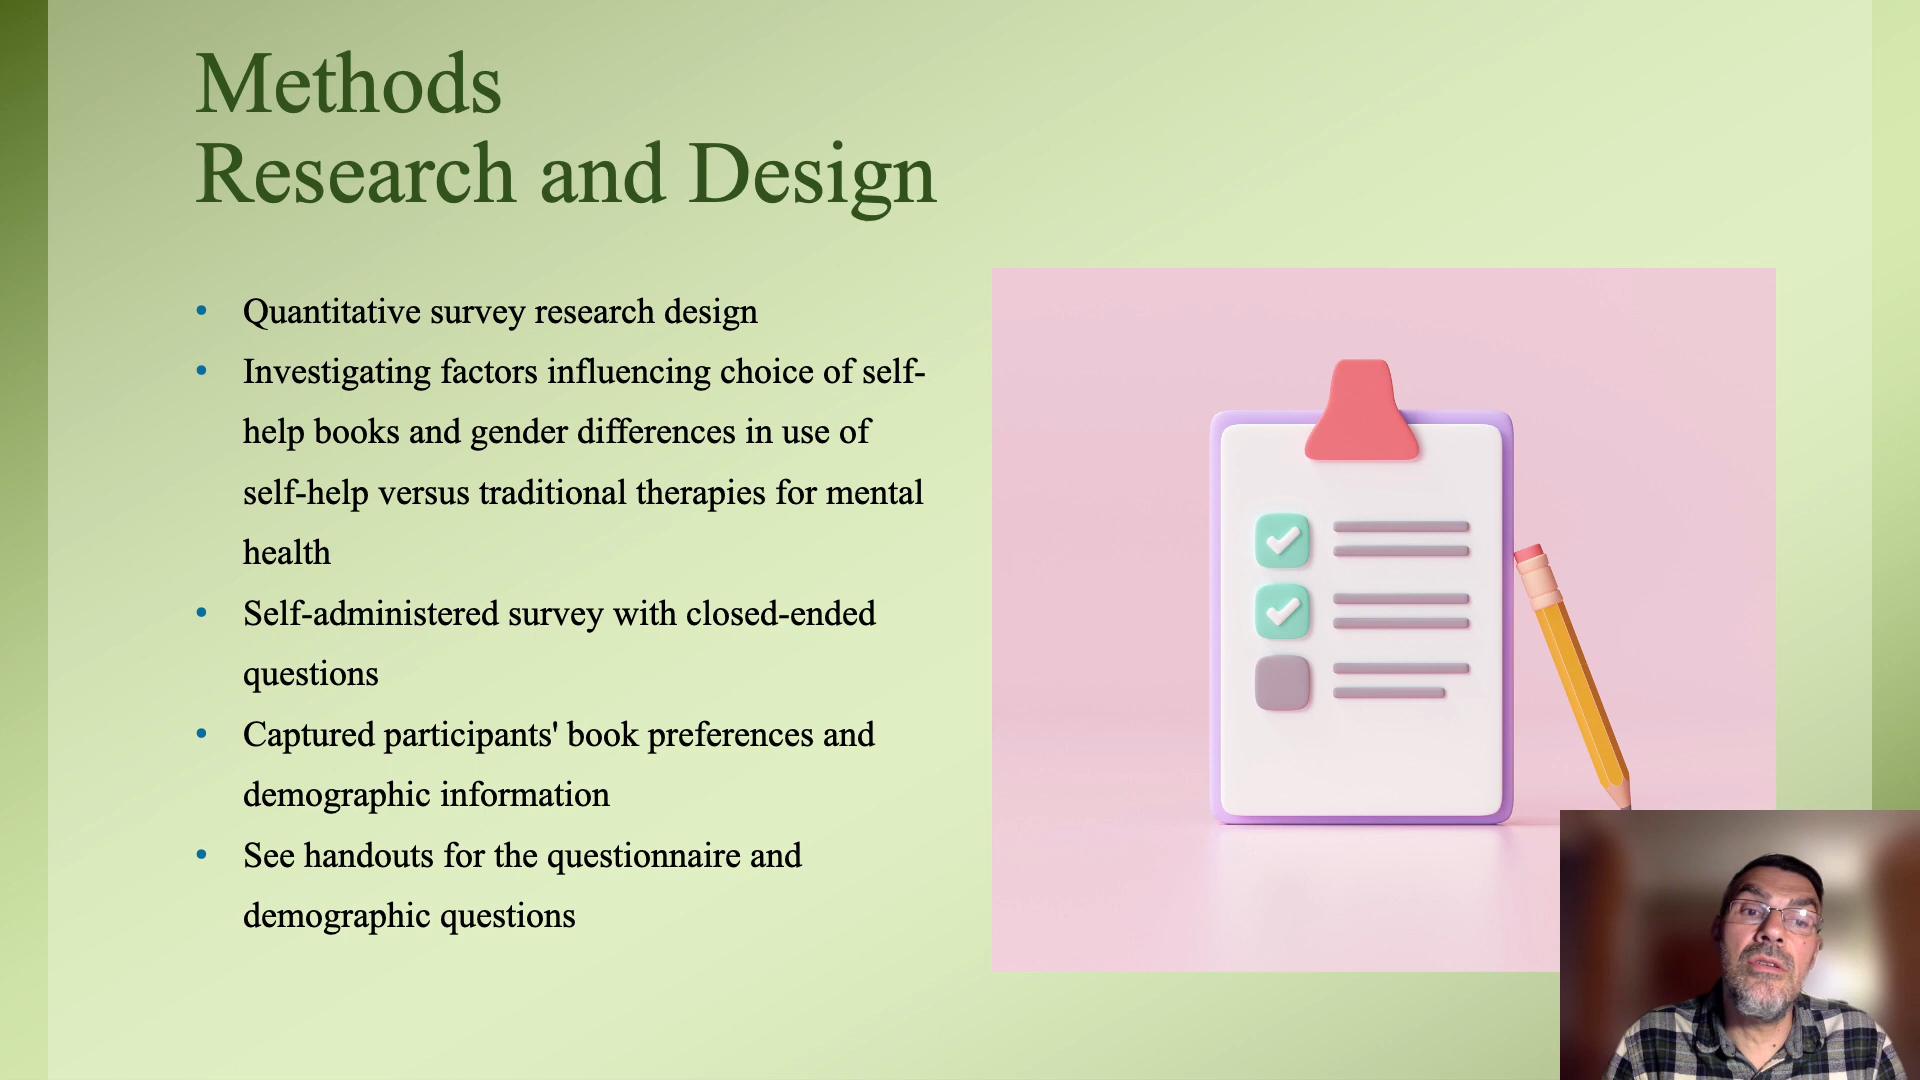 Methods
Research and Design
• Quantitative survey research design
• Investigating factors influencing choice of self-
help books and gender differences in use of
self-help versus traditional therapies for mental
health
• Self-administered survey with closed-ended
questions
• Captured participants' book preferences and
demographic information
• See handouts for the questionnaire and
demographic questions